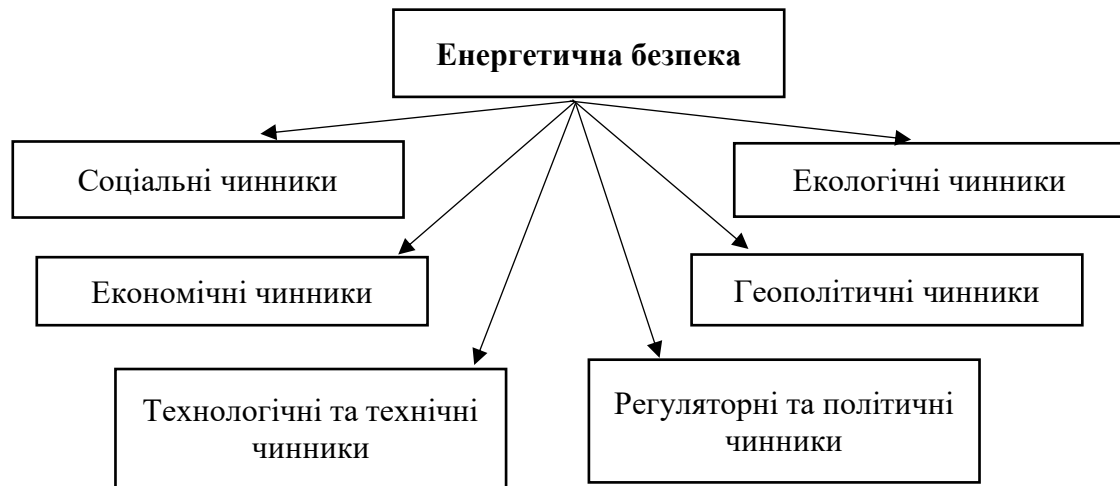 Енергетична безпека
Соціальні чинники
Екологічні чинники
Економічні чинники
Геополітичні чинники
Технологічні та технічні
чинники
Регуляторні та політичні
чинники